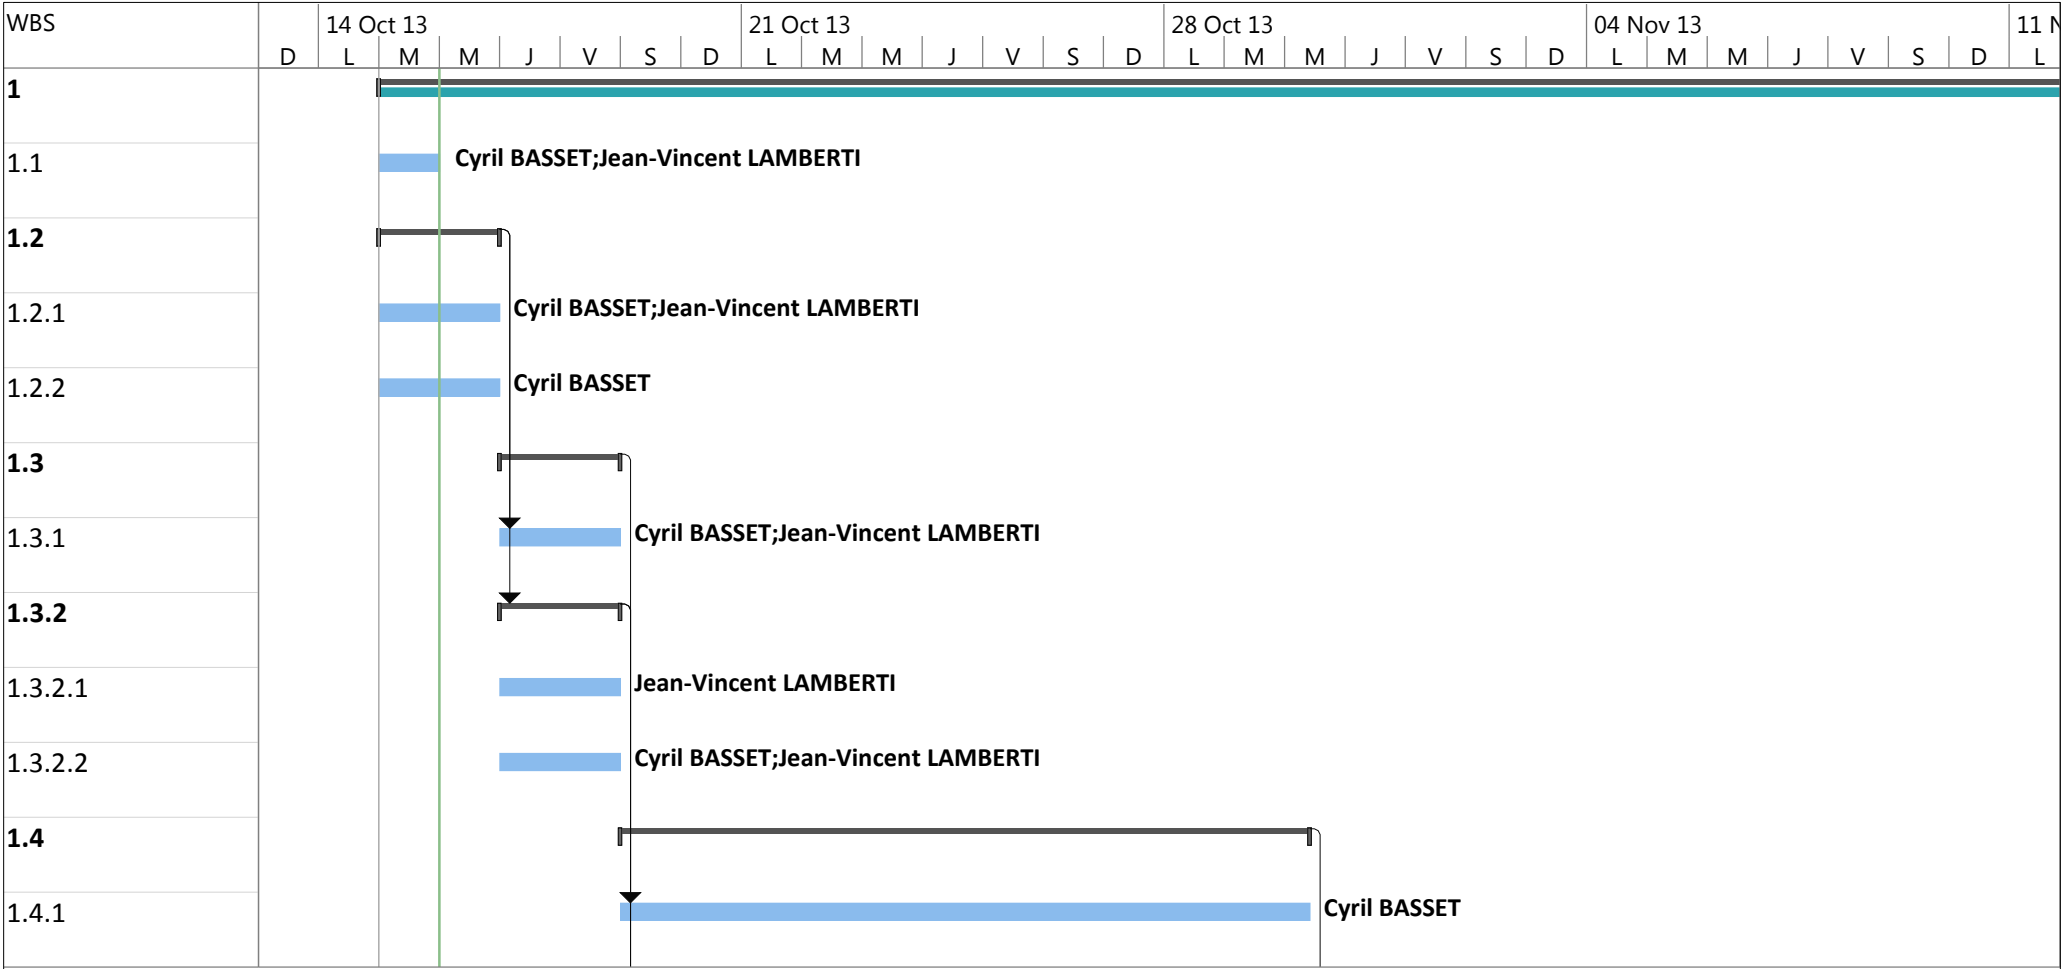 WBS
14 Oct 13 21 Oct 13 28 Oct 13 04 Nov 13 11
D L M M J V S D L M M J V S D L M M J V S D L M M J V S D L
1
1.1 Cyril BASSET;Jean-Vincent LAMBERTI
1.2
1.2.1 Cyril BASSET;Jean-Vincent LAMBERTI
1.2.2 Cyril BASSET
1.3
1.3.1 Cyril BASSET;Jean-Vincent LAMBERTI
1.3.2
1.3.2.1 Jean-Vincent LAMBERTI
1.3.2.2 Cyril BASSET;Jean-Vincent LAMBERTI
1.4
1.4.1 Cyril BASSET